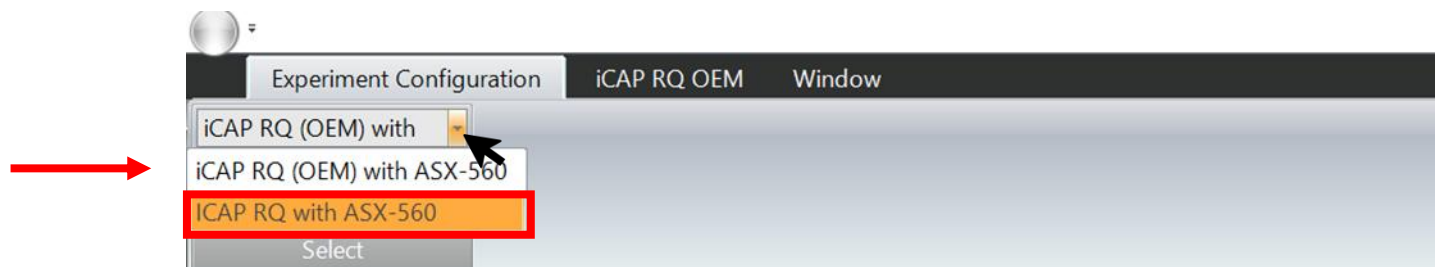 Experiment Configuration iCAP RQ OEM Window
iCAP RQ (OEM) with
iCAP RQ (OEM) with ASX-560
ICAP RQ with ASX-560
Select